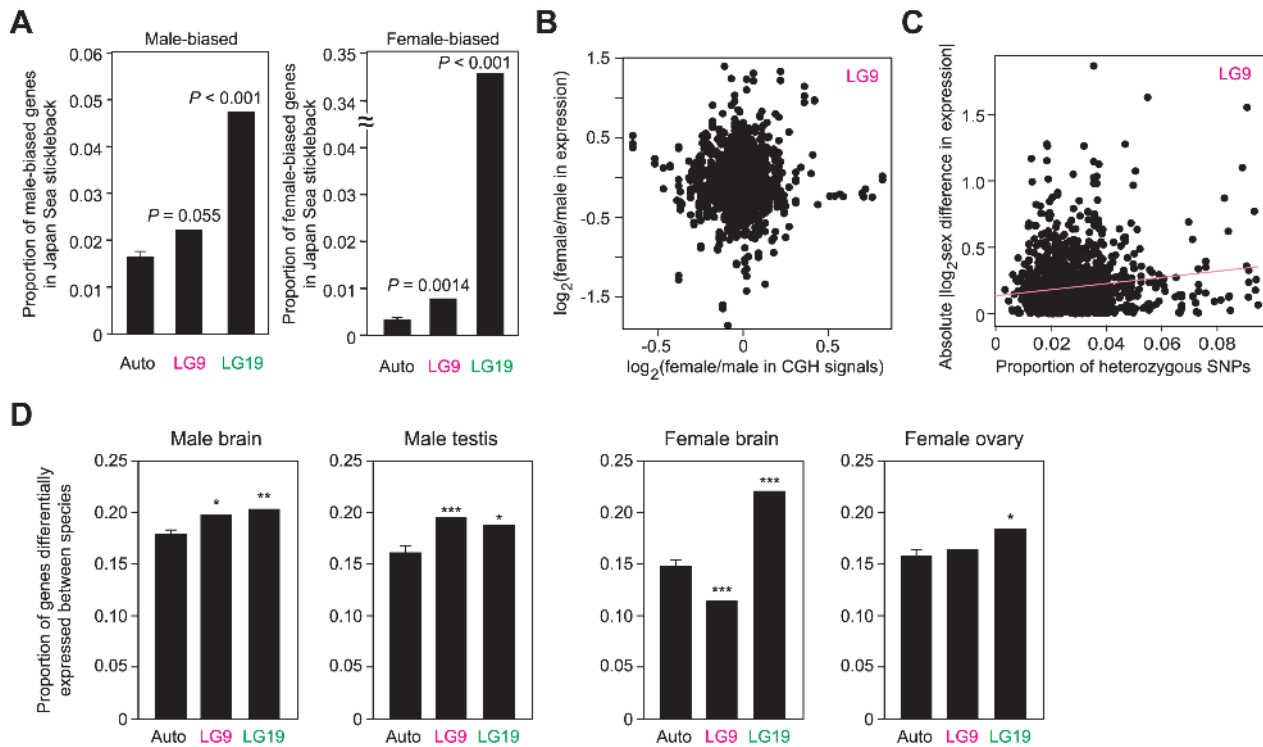 A
Male-biased
Proportion of male-biased genes
in Japan Sea stickleback
0.06
0.05
0.04
0.03
0.02
0.01
0
P = 0.055
P < 0.001
Auto LG9 LG19
Female-biased
Proportion of female-biased genes
in Japan Sea stickleback
0.35
0.34
0.04
0.03
0.02
0.01
0
P < 0.001
P = 0.0014
Auto LG9 LG19
B
LG9
log2(female/male in expression)
1.5
0.5
-0.5
-1.5
-0.5 0 0.5
log2(female/male in CGH signals)
C
LG9
Absolute |log2sex difference in expression|
2.0
1.5
1.0
0.5
0
0 0.02 0.04 0.06 0.08
Proportion of heterozygous SNPs
D
Proportion of genes differentially
expressed between species
Male brain
0.25
0.20
0.15
0.10
0.05
0
* **
Auto LG9 LG19
Male testis
0.25
0.20
0.15
0.10
0.05
0
*** *
Auto LG9 LG19
Female brain
0.25
0.20
0.15
0.10
0.05
0
*** ***
Auto LG9 LG19
Female ovary
0.25
0.20
0.15
0.10
0.05
0
*
Auto LG9 LG19